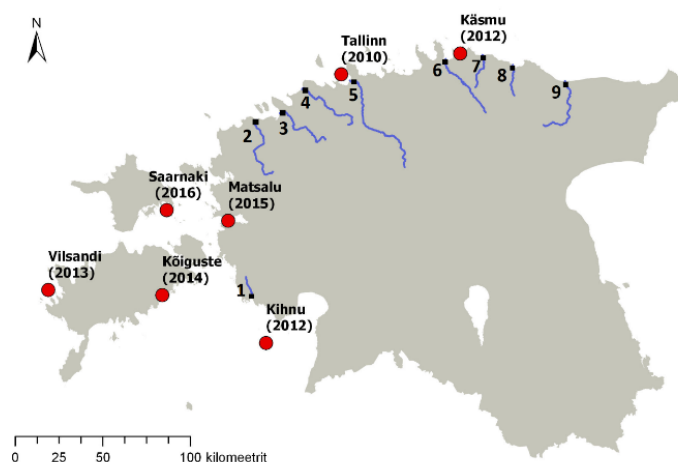 N
Tallinn
(2010)
Käsmu
(2012)
6
7
8
9
5
4
3
2
Saarnaki
(2016)
Matsalu
(2015)
Vilsandi
(2013)
Kõiguste
(2014)
1
Kihnu
(2012)
0 25 50 100 kilomeetrit